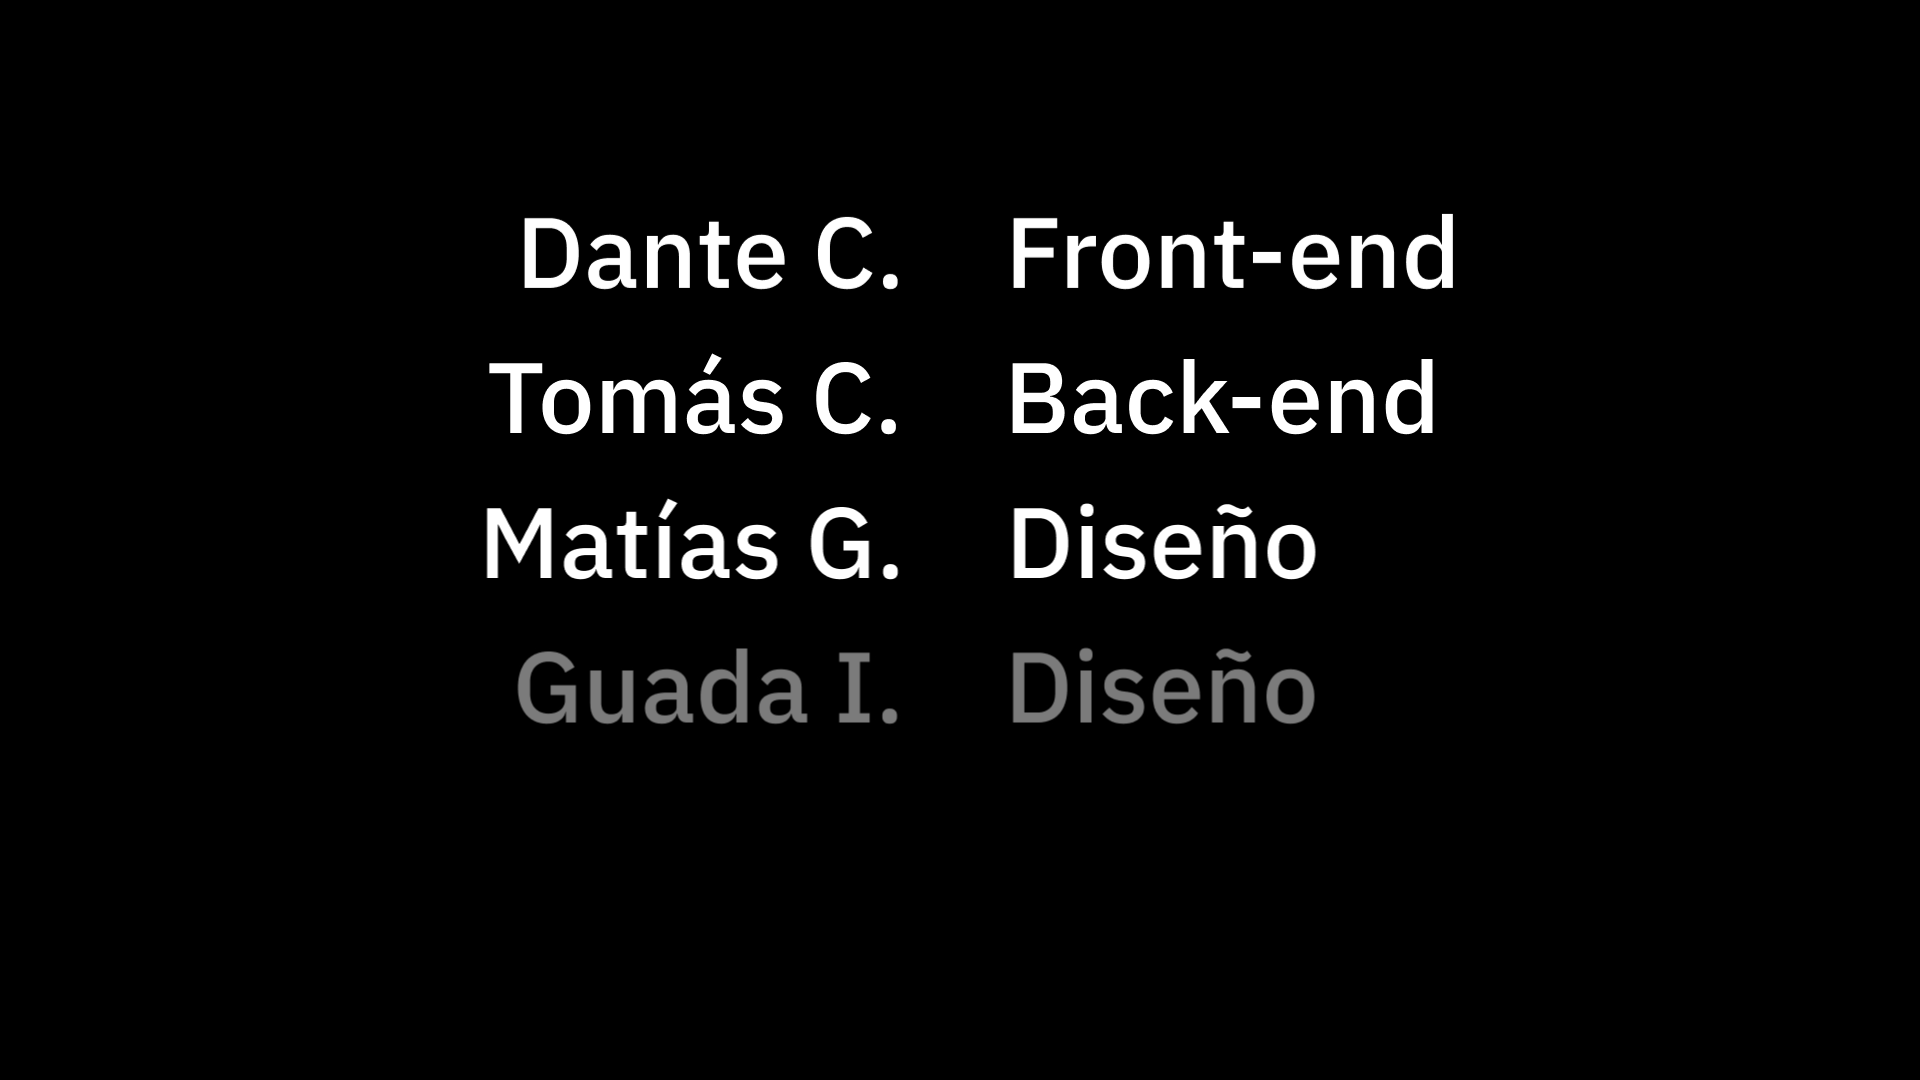 Dante C. Front-end
Tomás C. Back-end
Matías G. Diseño
Guada I. Diseño